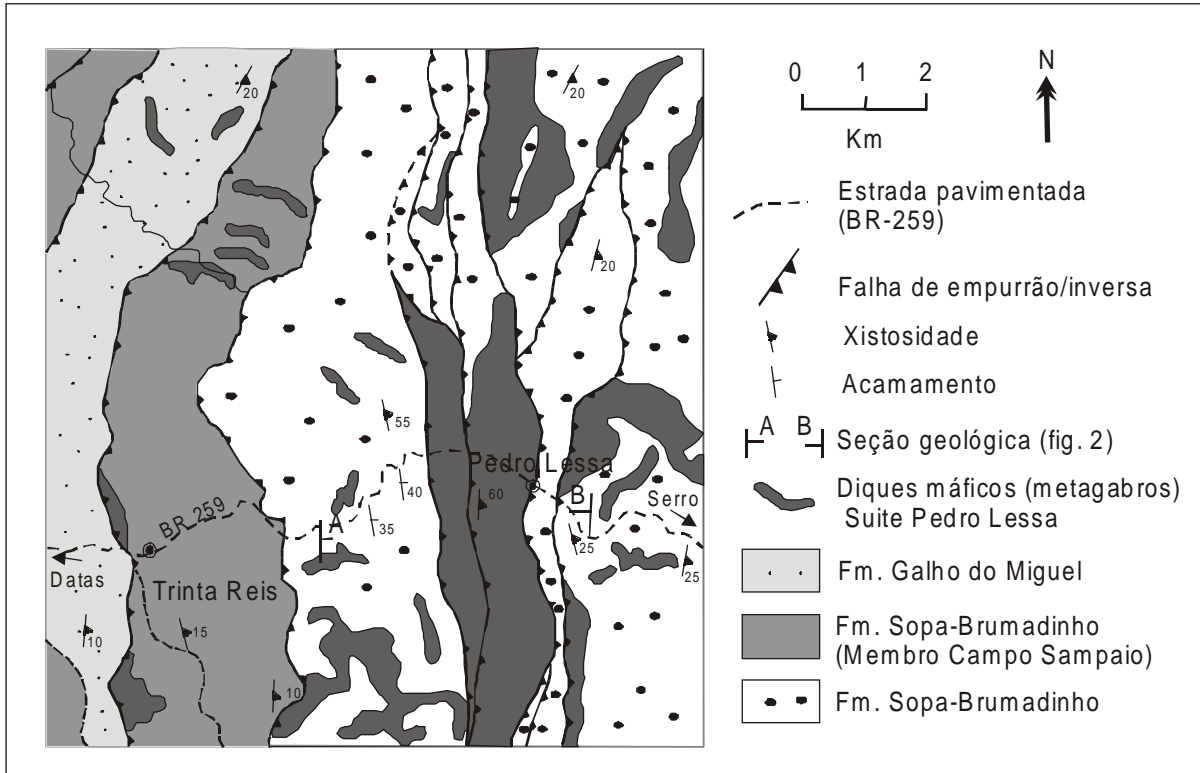 20
20
20
55
40
35
60
Pedro Lessa
A
B
25
Serro
25
BR 259
Datas
Trinta Reis
10
15
10
0 1 2
Km
N
Estrada pavimentada
(BR-259)
Falha de empurrão/inversa
Xistosidade
Acamamento
A B Seção geológica (fig. 2)
Diques máficos (metagabros)
Suite Pedro Lessa
Fm. Galho do Miguel
Fm. Sopa-Brumadinho
(Membro Campo Sampaio)
Fm. Sopa-Brumadinho